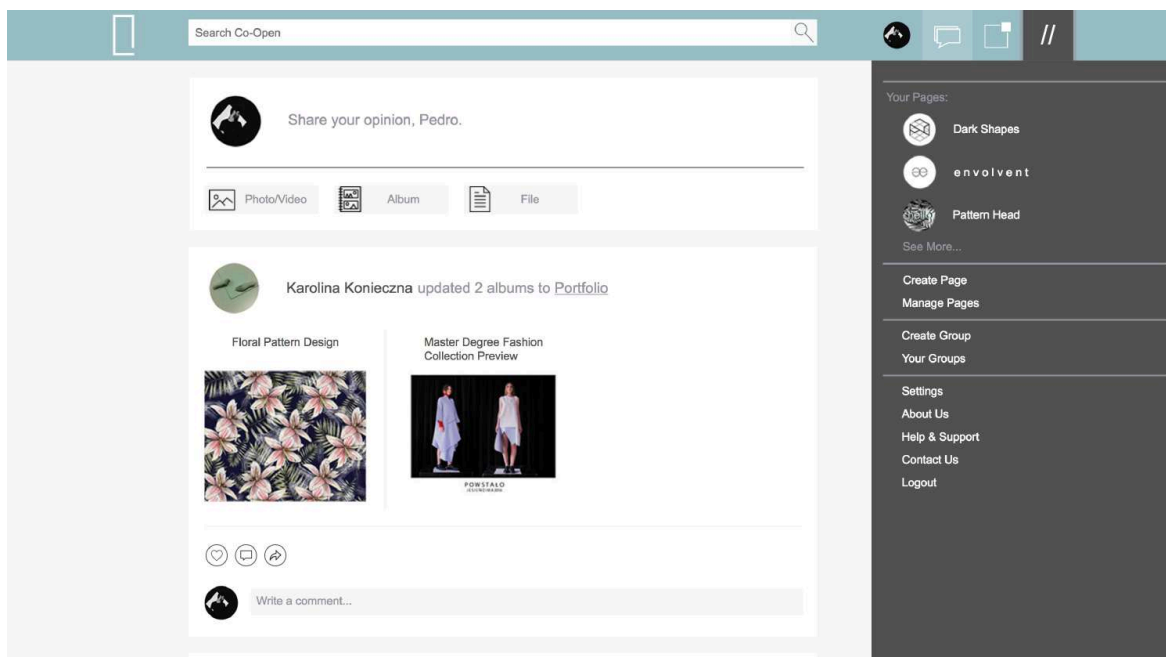 Search Co-Open
//
Share your opinion, Pedro.
Photo/Video
Album
File
Karolina Konieczna updated 2 albums to Portfolio
Floral Pattern Design
Master Degree Fashion
Collection Preview
POWSTAŁO
Write a comment...
Your Pages:
Dark Shapes
envolvent
Pattern Head
See More...
Create Page
Manage Pages
Create Group
Your Groups
Settings
About Us
Help & Support
Contact Us
Logout